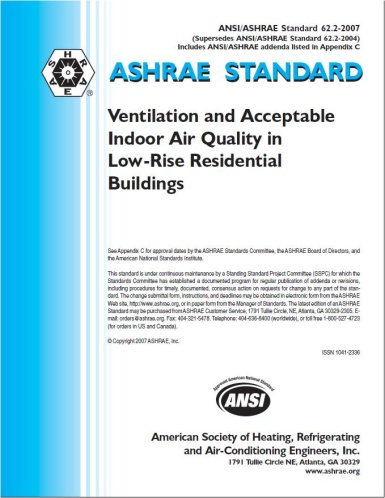 ANSI/ASHRAE Standard 62.2-2007
(Supersedes ANSI/ASHRAE Standard 62.2-2004)
Includes ANSI/ASHRAE addenda listed in Appendix C
ASHRAE
®
ASHRAE STANDARD
Ventilation and Acceptable
Indoor Air Quality in
Low-Rise Residential
Buildings
See Appendix C for approval dates by the ASHRAE Standards Committee, the ASHRAE Board of Directors, and
the American National Standards Institute.
This standard is under continuous maintenance by a Standing Standard Project Committee (SSPC) for which the
Standards Committee has established a documented program for regular publication of addenda or revisions,
including procedures for timely, documented, consensus action on requests for change to any part of the stan-
dard. The change submittal form, instructions, and deadlines may be obtained in electronic form from the ASHRAE
Web site, http://www.ashrae.org, or in paper form from the Manager of Standards. The latest edition of an ASHRAE
Standard may be purchased from ASHRAE Customer Service, 1791 Tullie Circle, NE, Atlanta, GA 30329-2305. E-
mail: orders@ashrae.org. Fax: 404-321-5478. Telephone: 404-636-8400 (worldwide), or toll free 1-800-527-4723
(for orders in US and Canada).
© Copyright 2007 ASHRAE, Inc.
ISSN 1041-2336
Approved American National Standard
ANSI
American Society of Heating, Refrigerating
and Air-Conditioning Engineers, Inc.
1791 Tullie Circle NE, Atlanta, GA 30329
www.ashrae.org